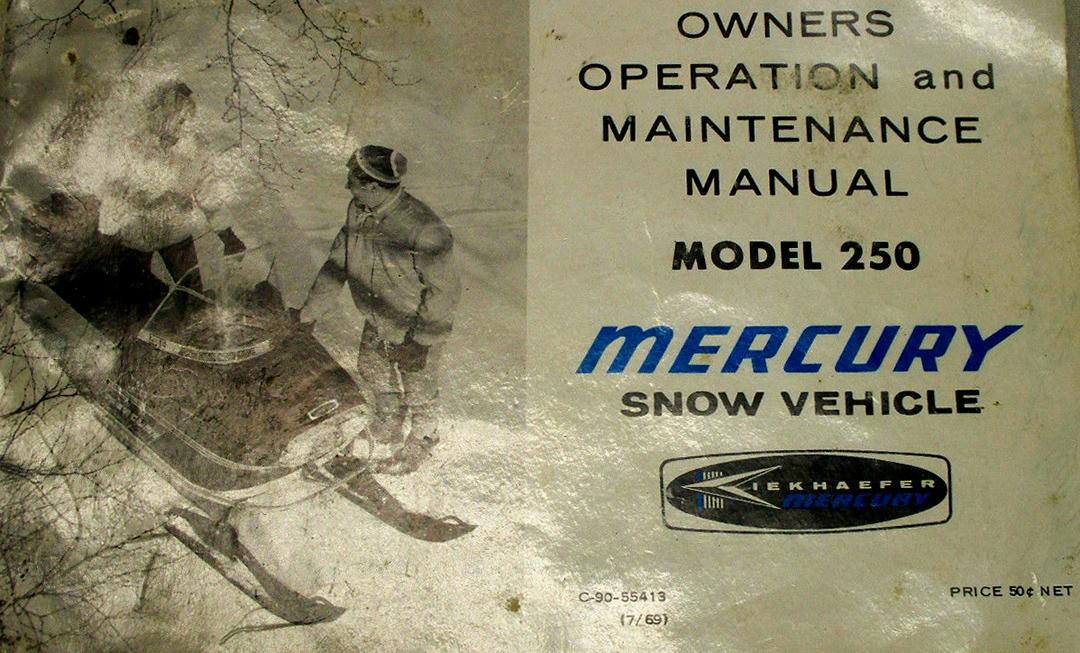 OWNERS
OPERATION and
MAINTENANCE
MANUAL
MODEL 250
MERCURY
SNOW VEHICLE
KIEKHAEFER
MERCURY
C-90-55413
(7/69)
PRICE 50¢ NET